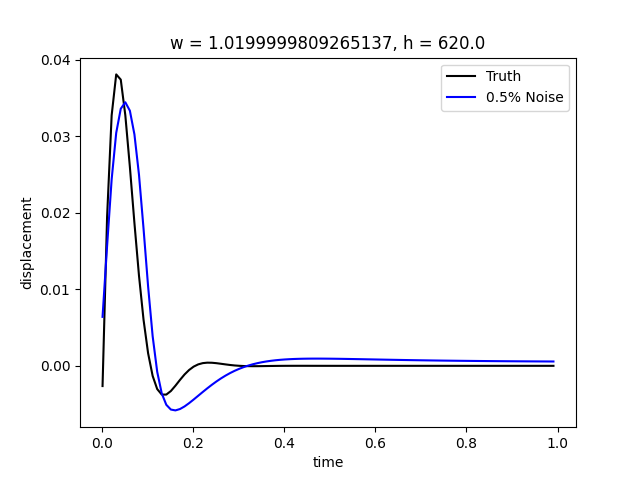 w = 1.0199999809265137, h = 620.0
Truth
0.5% Noise
displacement
0.04
0.03
0.02
0.01
0.00
0.0 0.2 0.4 0.6 0.8 1.0
time